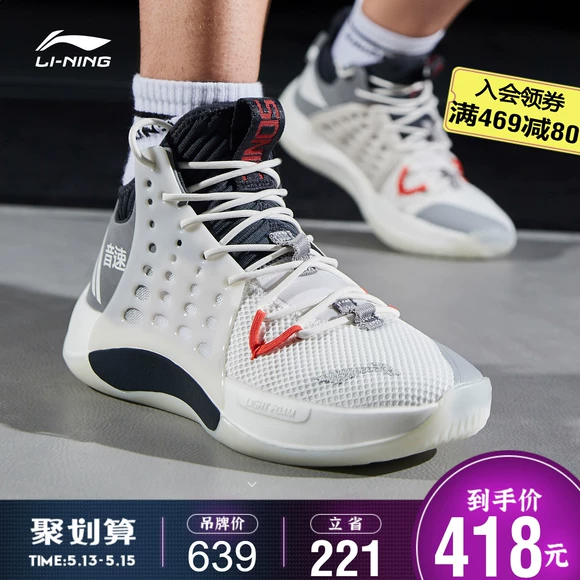 LI-NING
入会领券
满469减80
SONIC
音速
LIGHT FOAM
聚划算
TIME:5.13-5.15
吊牌价
639
立省
221
到手价
418元